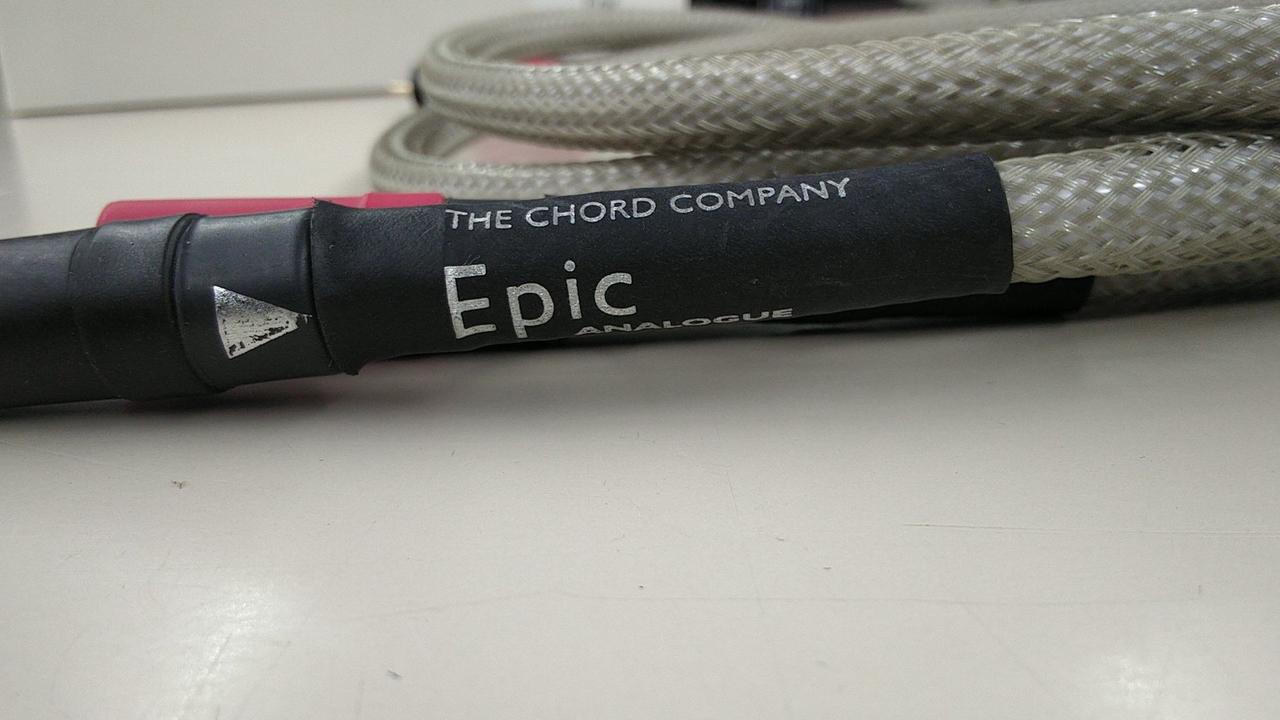 THE CHORD COMPANY
Epic
ANALOGUE